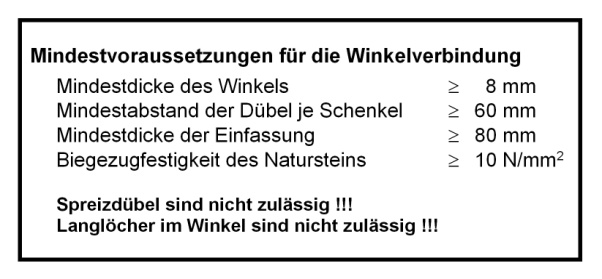 Mindestvoraussetzungen für die Winkelverbindung
Mindestdicke des Winkels ≥ 8 mm
Mindestabstand der Dübel je Schenkel ≥ 60 mm
Mindestdicke der Einfassung ≥ 80 mm
Biegezugfestigkeit des Natursteins ≥ 10 N/mm²
Spreizdübel sind nicht zulässig !!!
Langlöcher im Winkel sind nicht zulässig !!!